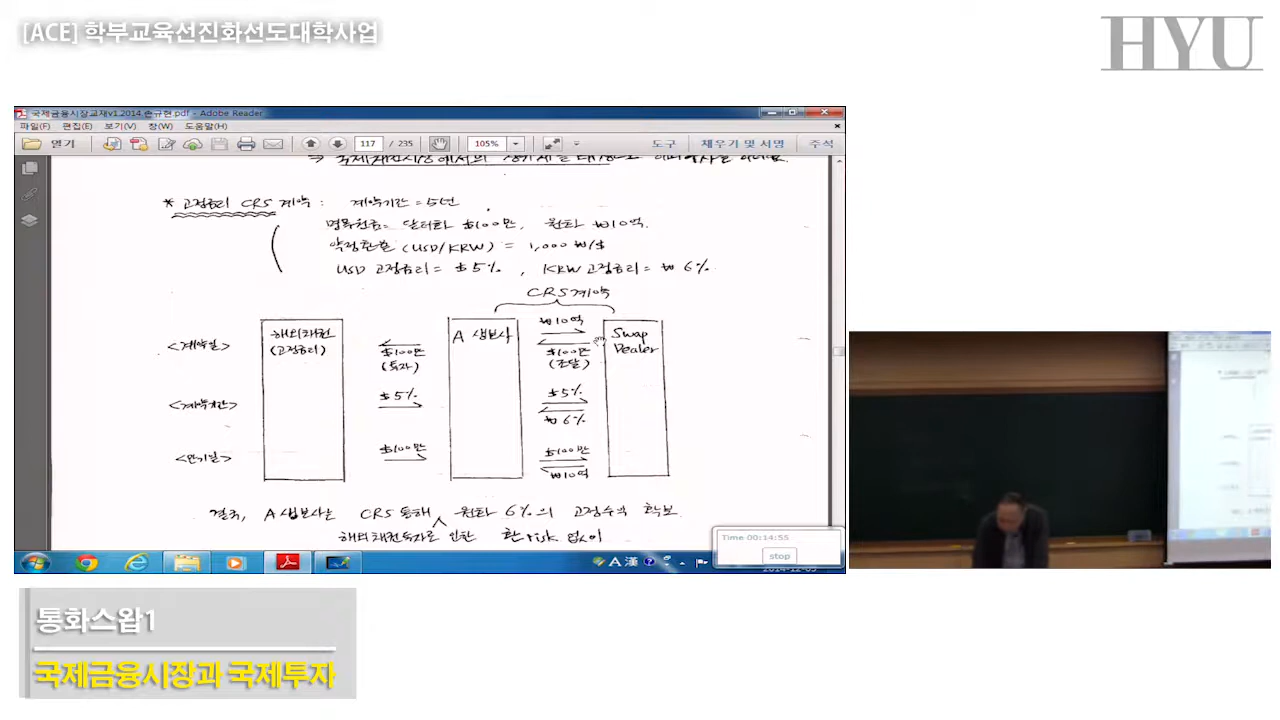 [ACE] 학부교육선진화선도대학사업
HYU
국제금융시장교재v1.2014.손규현.pdf - Adobe Reader
파일(F) 편집(E) 보기(V) 창(W) 도움말(H)
열기 117 / 235 105% 도구 채우기 및 서명 주석
* 고정금리 CRS 계약 : 계약기간 = 5년
명목원금 = 달러화 $100만, 원화 ₩10억.
약정환율 (USD/KRW) = 1,000 ₩/$
USD 고정금리 = $ 5%, KRW 고정금리 = ₩ 6%.
CRS 계약
해외채권 (고정금리)
A 생보사
Swap Dealer
<계약일>
$100만 (투자)
₩10억
$100만 (조달)
<계약기간>
$5%
$5%
₩6%
<만기일>
$100만
$100만
₩10억
결국, A 생보사는 CRS 통해 원화 6%의 고정수익 확보.
해외채권투자로 인한 환risk 없이
Time 00:14:55
stop
A 漢
2014-12-05
통화스왑1
국제금융시장과 국제투자